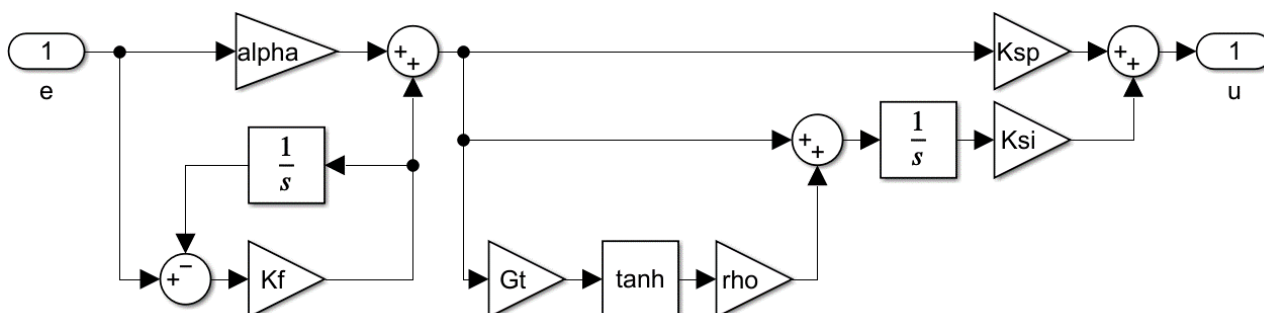 1
e
alpha
+
+
Ksp
+
+
1
u
1
s
+
+
1
s
Ksi
+
−
Kf
Gt
tanh
rho